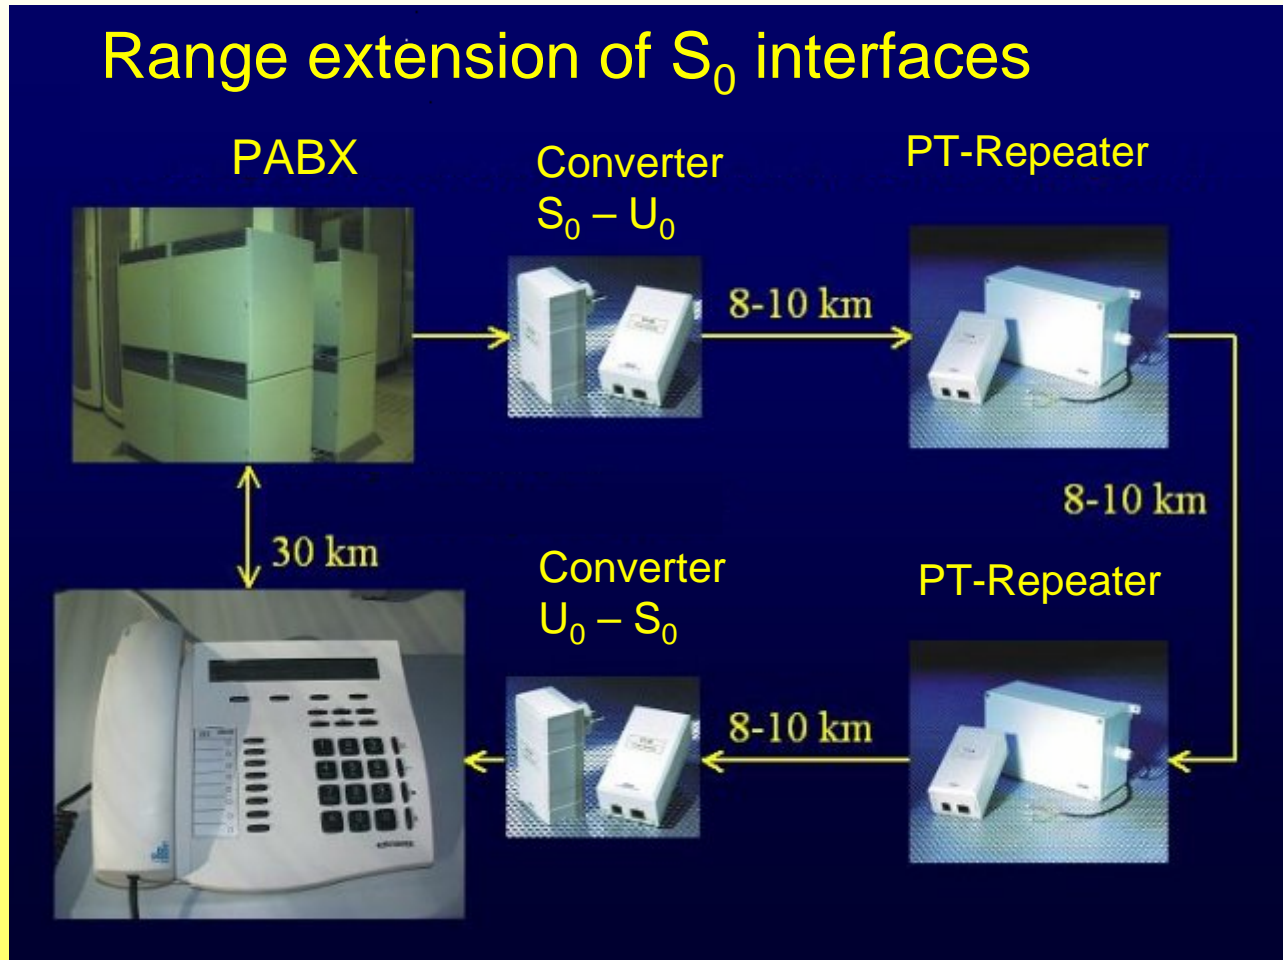 Range extension of S₀ interfaces
PABX
Converter
S₀ – U₀
PT-Repeater
8-10 km
8-10 km
30 km
Converter
U₀ – S₀
PT-Repeater
8-10 km